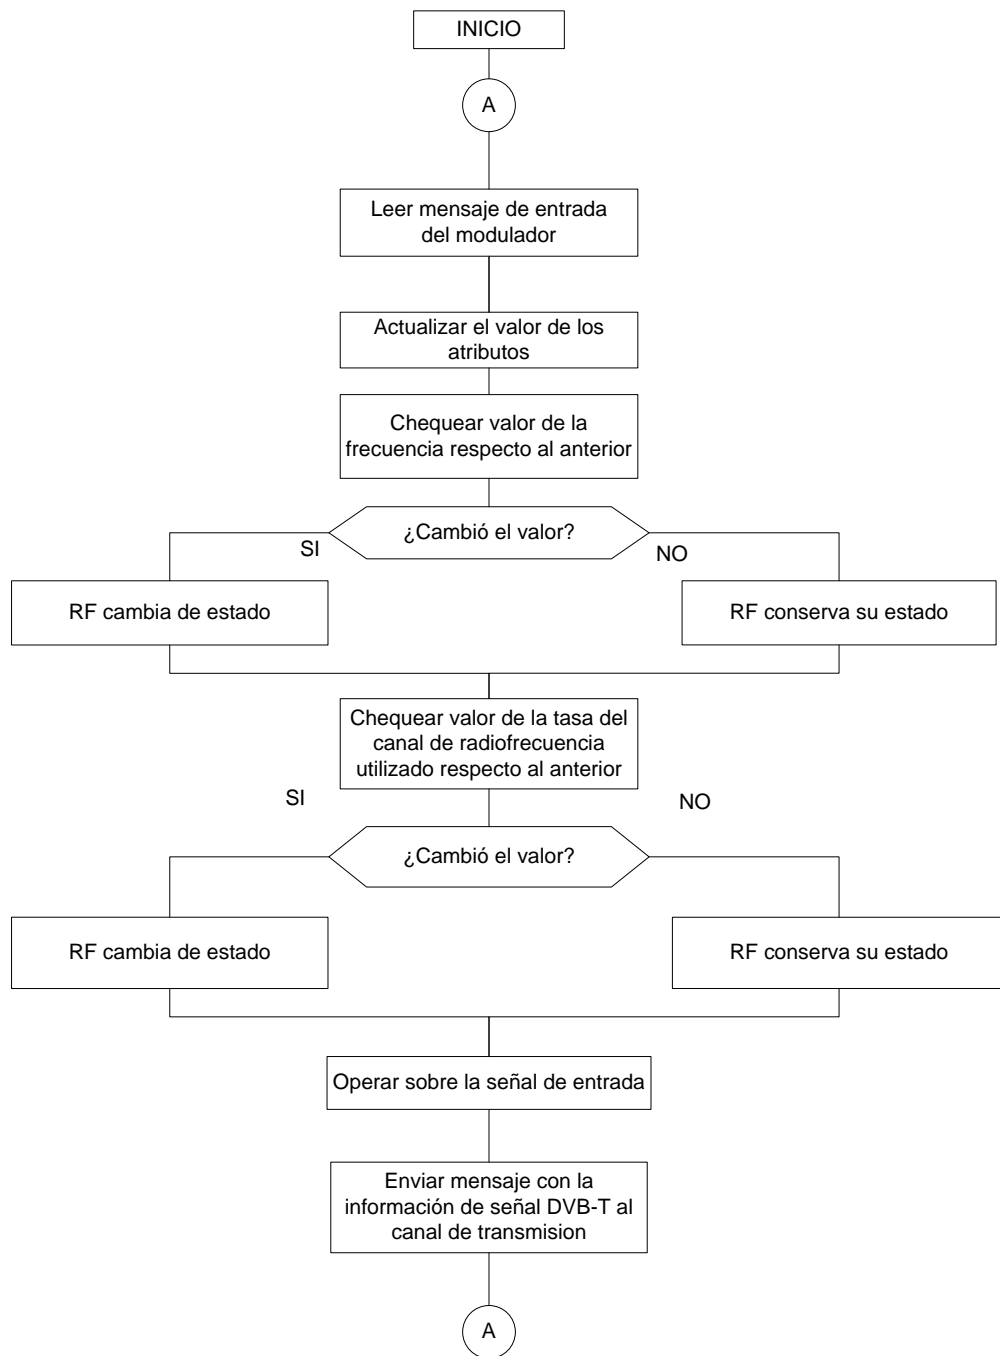 INICIO
A
Leer mensaje de entrada
del modulador
Actualizar el valor de los
atributos
Chequear valor de la
frecuencia respecto al anterior
¿Cambió el valor?
SI
NO
RF cambia de estado
RF conserva su estado
Chequear valor de la tasa del
canal de radiofrecuencia
utilizado respecto al anterior
SI
NO
¿Cambió el valor?
RF cambia de estado
RF conserva su estado
Operar sobre la señal de entrada
Enviar mensaje con la
información de señal DVB-T al
canal de transmision
A